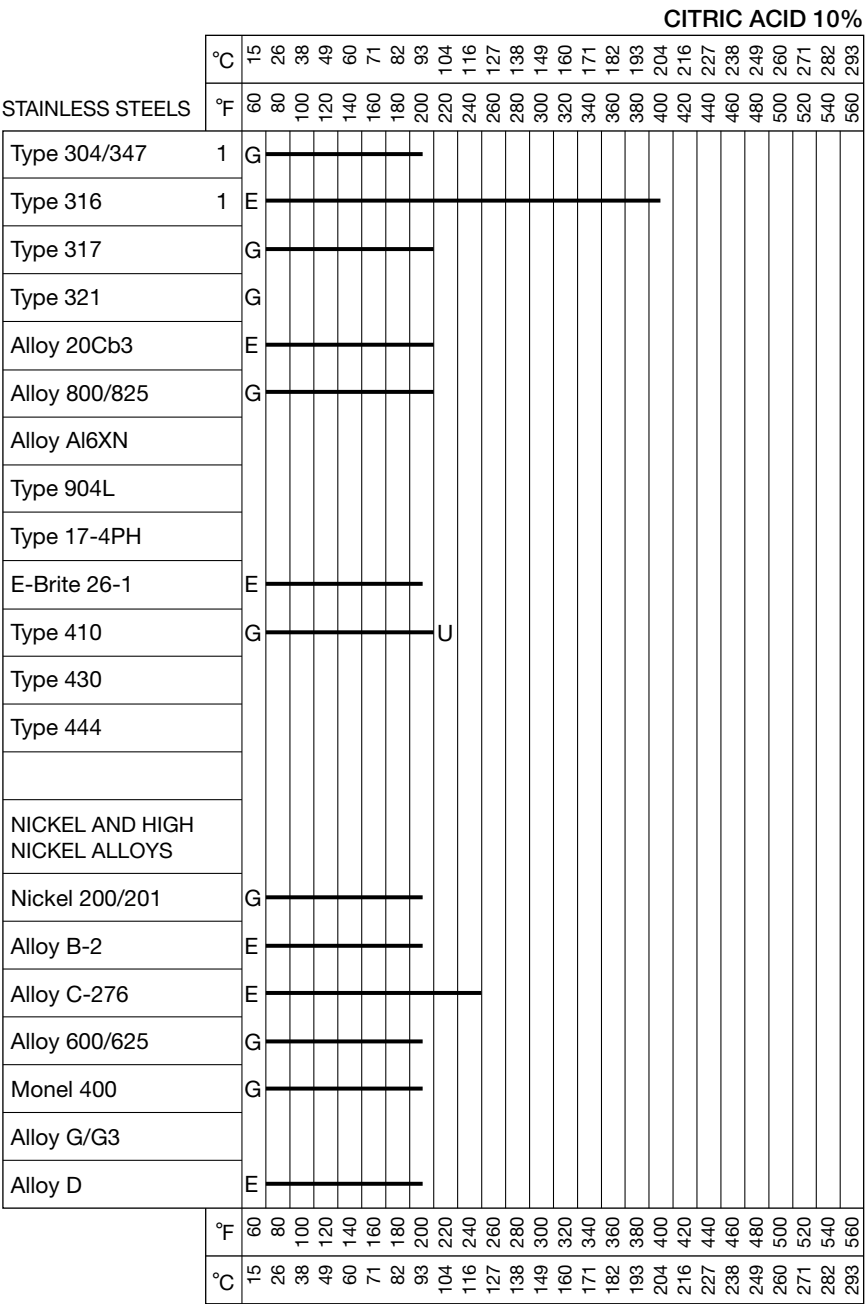 CITRIC ACID 10%
°C 15 26 38 49 60 71 82 93 104 116 127 138 149 160 171 182 193 204 216 227 238 249 260 271 282 293
STAINLESS STEELS °F 60 80 100 120 140 160 180 200 220 240 260 280 300 320 340 360 380 400 420 440 460 480 500 520 540 560
Type 304/347 1 G
Type 316 1 E
Type 317 G
Type 321 G
Alloy 20Cb3 E
Alloy 800/825 G
Alloy Al6XN
Type 904L
Type 17-4PH
E-Brite 26-1 E
Type 410 G U
Type 430
Type 444
NICKEL AND HIGH
NICKEL ALLOYS
Nickel 200/201 G
Alloy B-2 E
Alloy C-276 E
Alloy 600/625 G
Monel 400 G
Alloy G/G3
Alloy D E
°F 60 80 100 120 140 160 180 200 220 240 260 280 300 320 340 360 380 400 420 440 460 480 500 520 540 560
°C 15 26 38 49 60 71 82 93 104 116 127 138 149 160 171 182 193 204 216 227 238 249 260 271 282 293